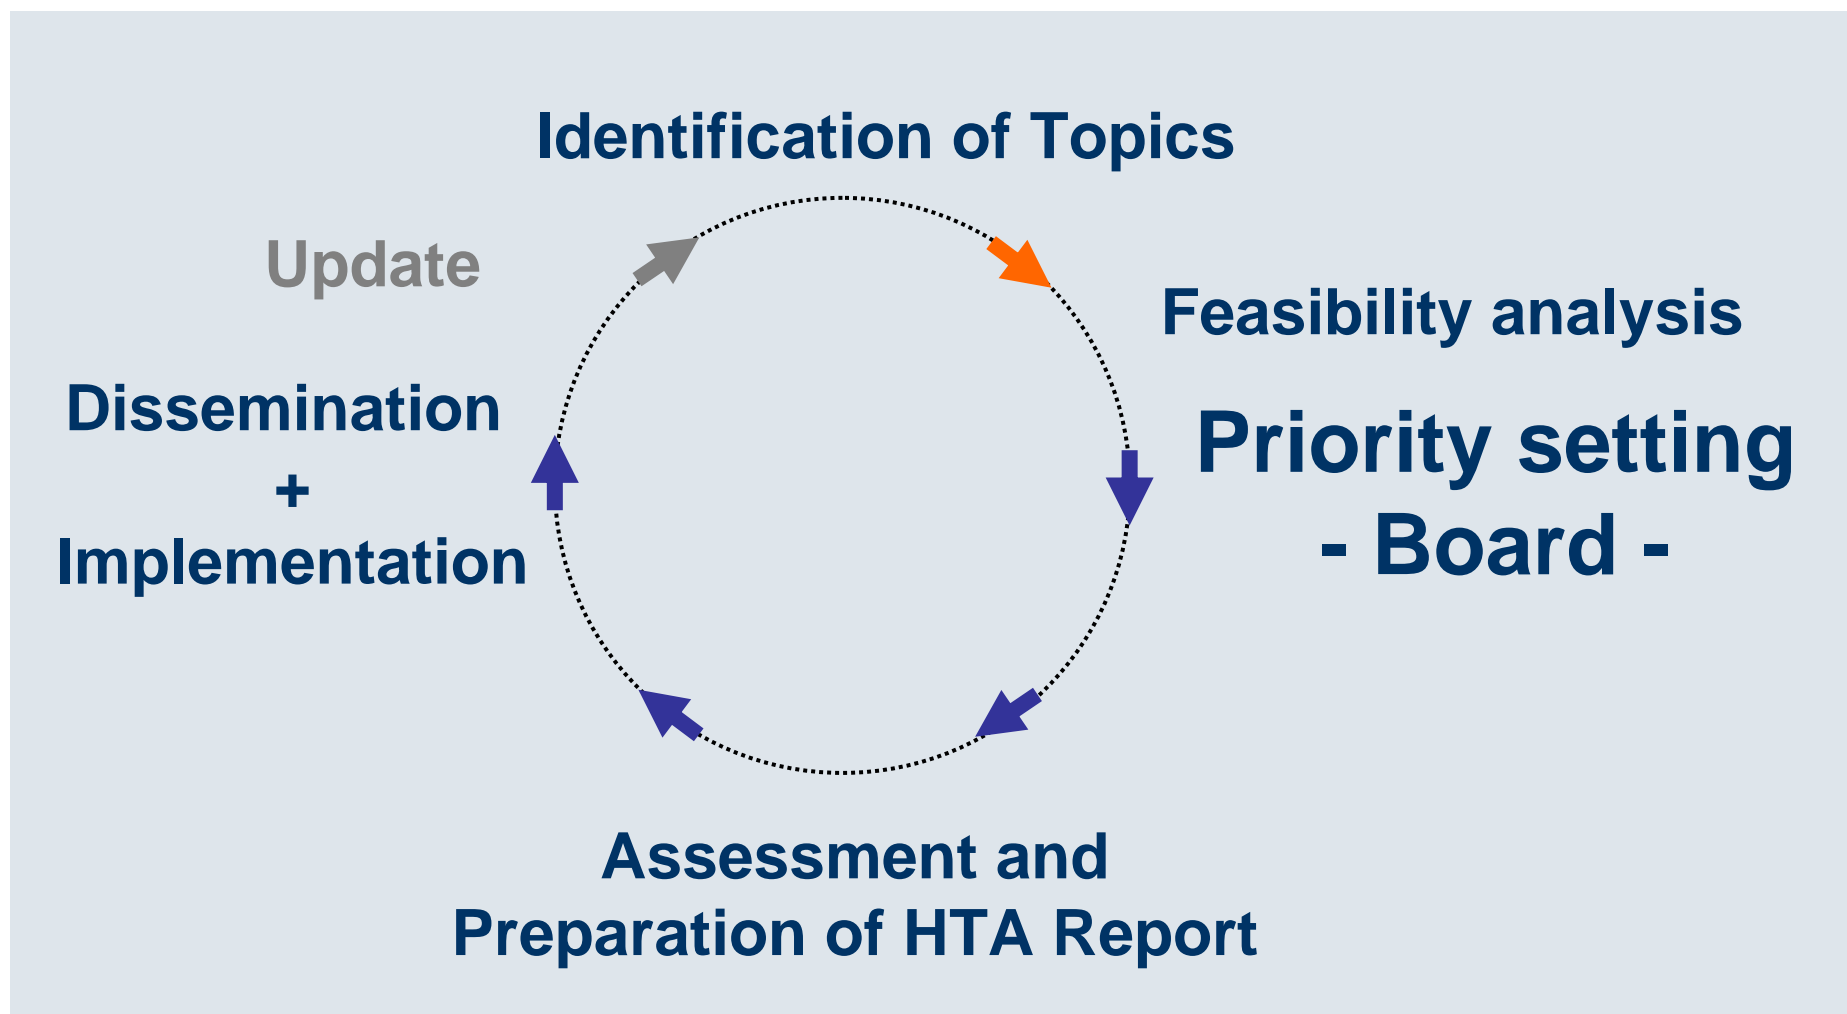 Identification of Topics
Update
Feasibility analysis
Priority setting
- Board -
Dissemination
+
Implementation
Assessment and
Preparation of HTA Report